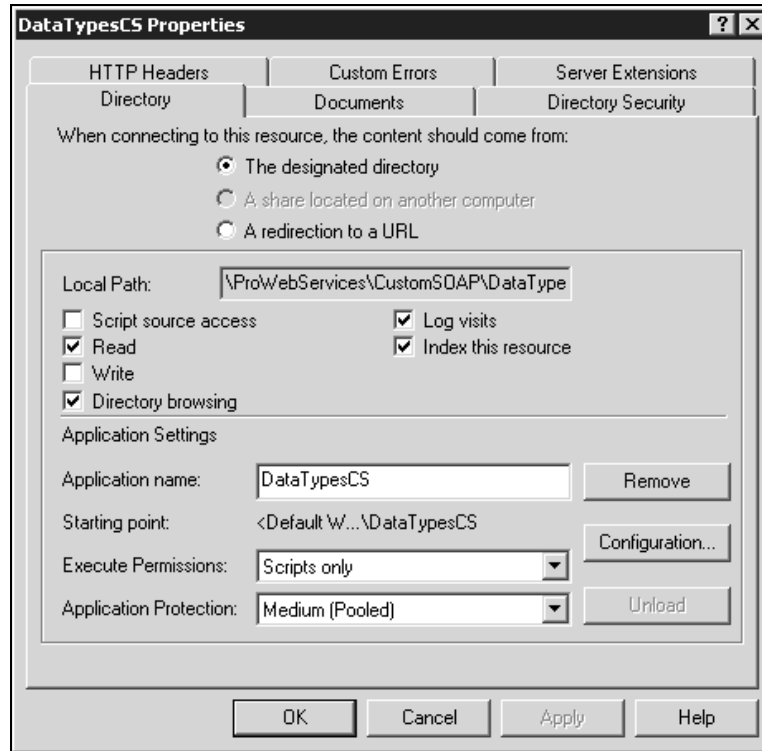 DataTypesCS Properties
HTTP Headers Custom Errors Server Extensions
Directory Documents Directory Security
When connecting to this resource, the content should come from:
The designated directory
A share located on another computer
A redirection to a URL
Local Path: \ProWebServices\CustomSOAP\DataType
Script source access Log visits
Read Index this resource
Write
Directory browsing
Application Settings
Application name: DataTypesCS Remove
Starting point: <Default W...\DataTypesCS
Configuration...
Execute Permissions: Scripts only
Application Protection: Medium (Pooled) Unload
OK Cancel Apply Help